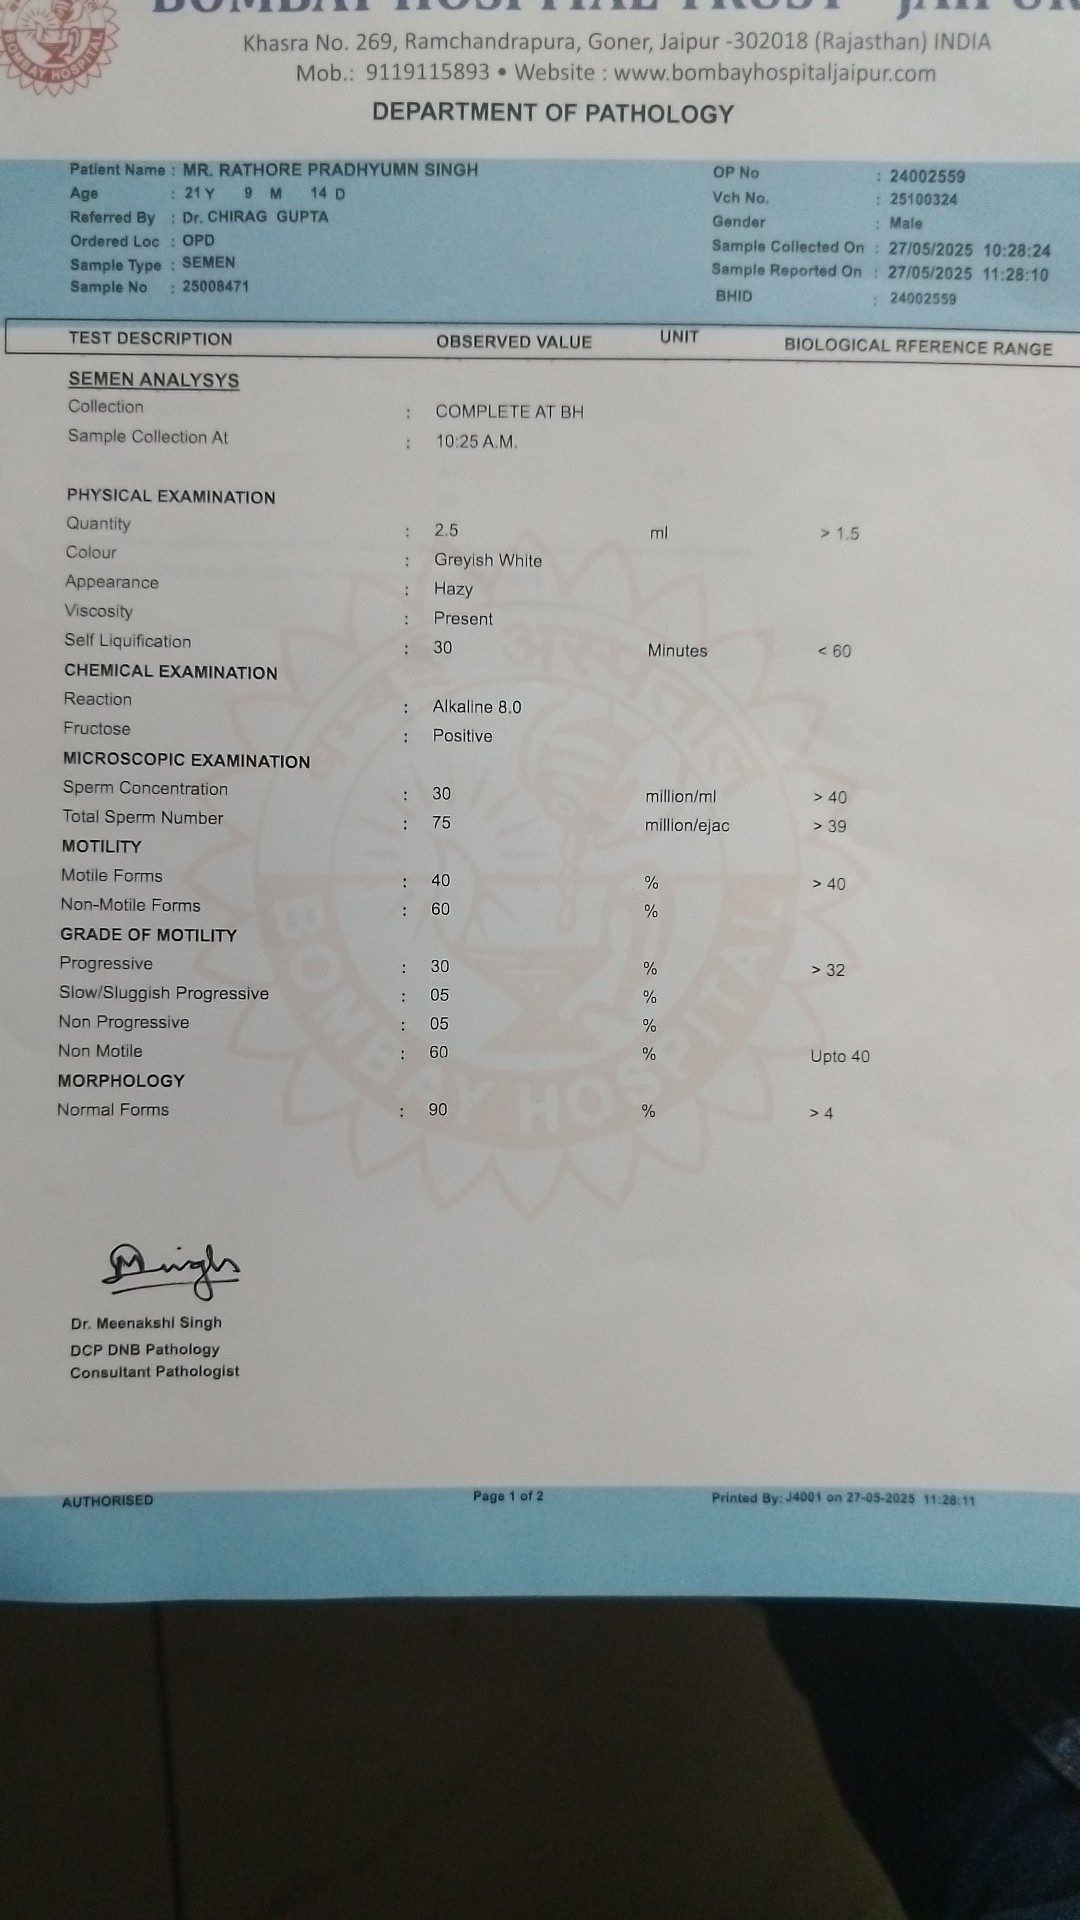 BOMBAY HOSPITAL TRUST - JAIPUR
BOMBAY HOSPITAL
Khasra No. 269, Ramchandrapura, Goner, Jaipur -302018 (Rajasthan) INDIA
Mob.: 9119115893 • Website : www.bombayhospitaljaipur.com
DEPARTMENT OF PATHOLOGY
Patient Name : MR. RATHORE PRADHYUMN SINGH OP No : 24002559
Age : 21 Y 9 M 14 D Vch No. : 25100324
Referred By : Dr. CHIRAG GUPTA Gender : Male
Ordered Loc : OPD Sample Collected On : 27/05/2025 10:28:24
Sample Type : SEMEN Sample Reported On : 27/05/2025 11:28:10
Sample No : 25008471 BHID : 24002559
TEST DESCRIPTION OBSERVED VALUE UNIT BIOLOGICAL RFERENCE RANGE
SEMEN ANALYSYS
Collection : COMPLETE AT BH
Sample Collection At : 10:25 A.M.
PHYSICAL EXAMINATION
Quantity : 2.5 ml > 1.5
Colour : Greyish White
Appearance : Hazy
Viscosity : Present
Self Liquification : 30 Minutes < 60
CHEMICAL EXAMINATION
Reaction : Alkaline 8.0
Fructose : Positive
MICROSCOPIC EXAMINATION
Sperm Concentration : 30 million/ml > 40
Total Sperm Number : 75 million/ejac > 39
MOTILITY
Motile Forms : 40 % > 40
Non-Motile Forms : 60 %
GRADE OF MOTILITY
Progressive : 30 % > 32
Slow/Sluggish Progressive : 05 %
Non Progressive : 05 %
Non Motile : 60 % Upto 40
MORPHOLOGY
Normal Forms : 90 % > 4
BOMBAY HOSPITAL
Dr. Meenakshi Singh
DCP DNB Pathology
Consultant Pathologist
AUTHORISED Page 1 of 2 Printed By: J4001 on 27-05-2025 11:28:11